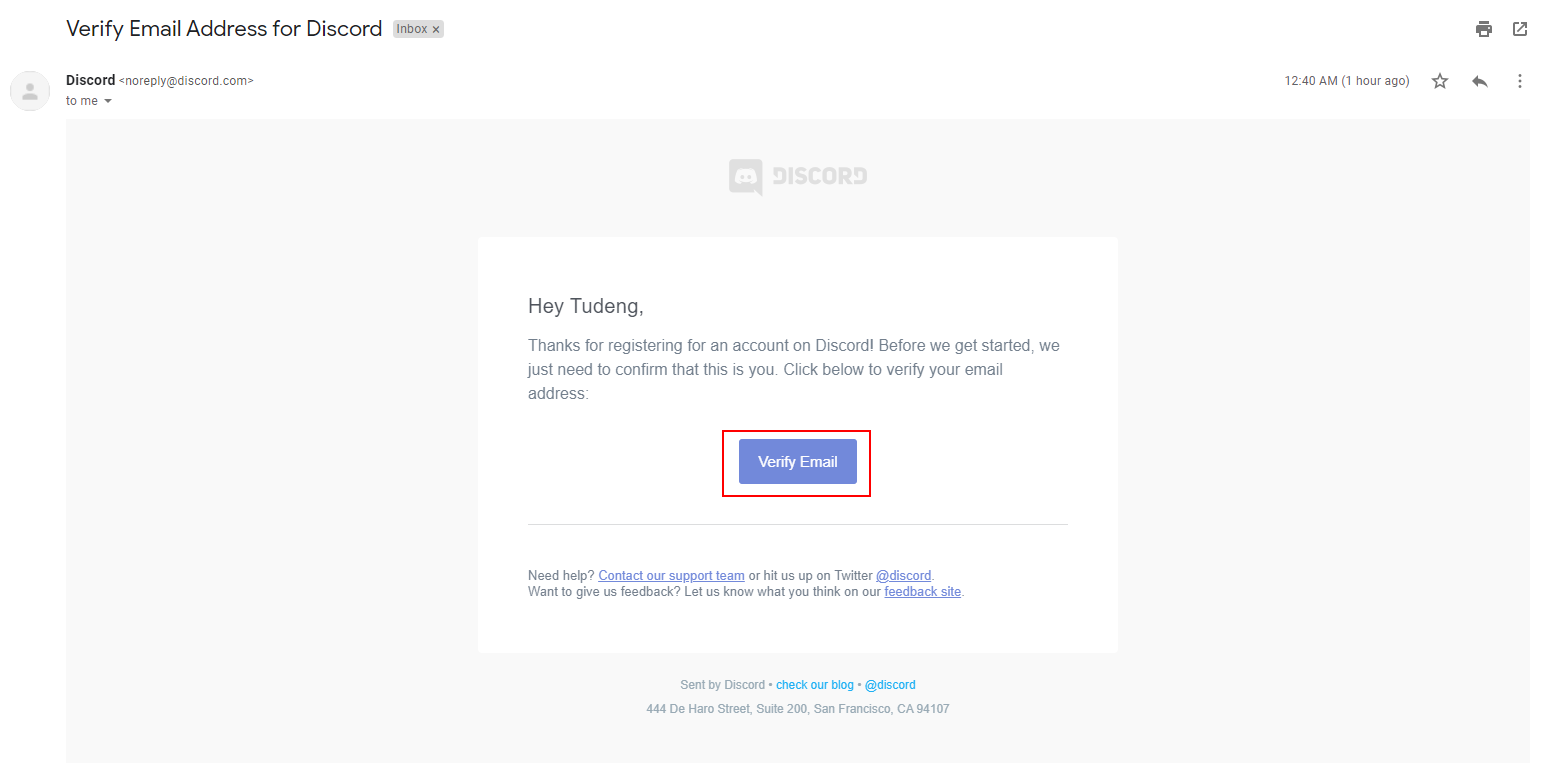 Verify Email Address for Discord Inbox ×
Discord <noreply@discord.com> 12:40 AM (1 hour ago)
to me
DISCORD
Hey Tudeng,
Thanks for registering for an account on Discord! Before we get started, we
just need to confirm that this is you. Click below to verify your email
address:
Verify Email
Need help? Contact our support team or hit us up on Twitter @discord.
Want to give us feedback? Let us know what you think on our feedback site.
Sent by Discord • check our blog • @discord
444 De Haro Street, Suite 200, San Francisco, CA 94107